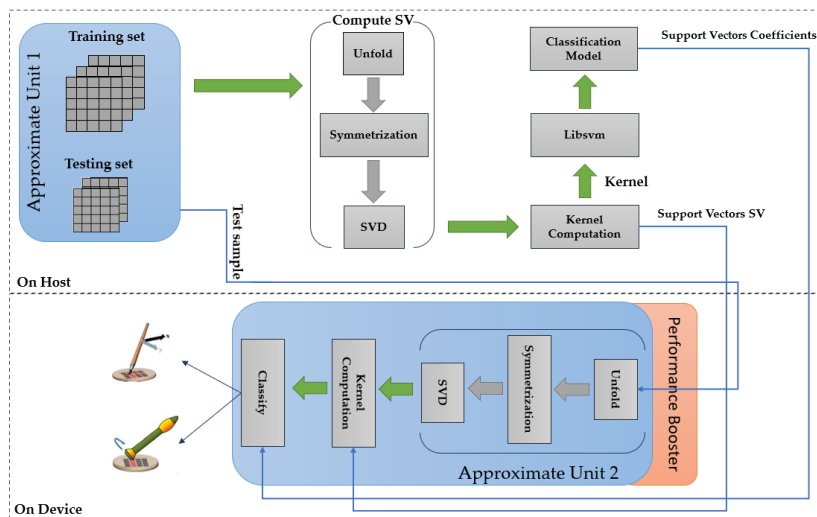 Compute SV
Training set
Approximate Unit 1
Testing set
Unfold
Symmetrization
SVD
Classification
Model
Support Vectors Coefficients
Libsvm
Kernel
Kernel
Computation
Support Vectors SV
Test sample
On Host
Classify
Kernel
Computation
SVD
Symmetrization
Unfold
Performance Booster
Approximate Unit 2
On Device